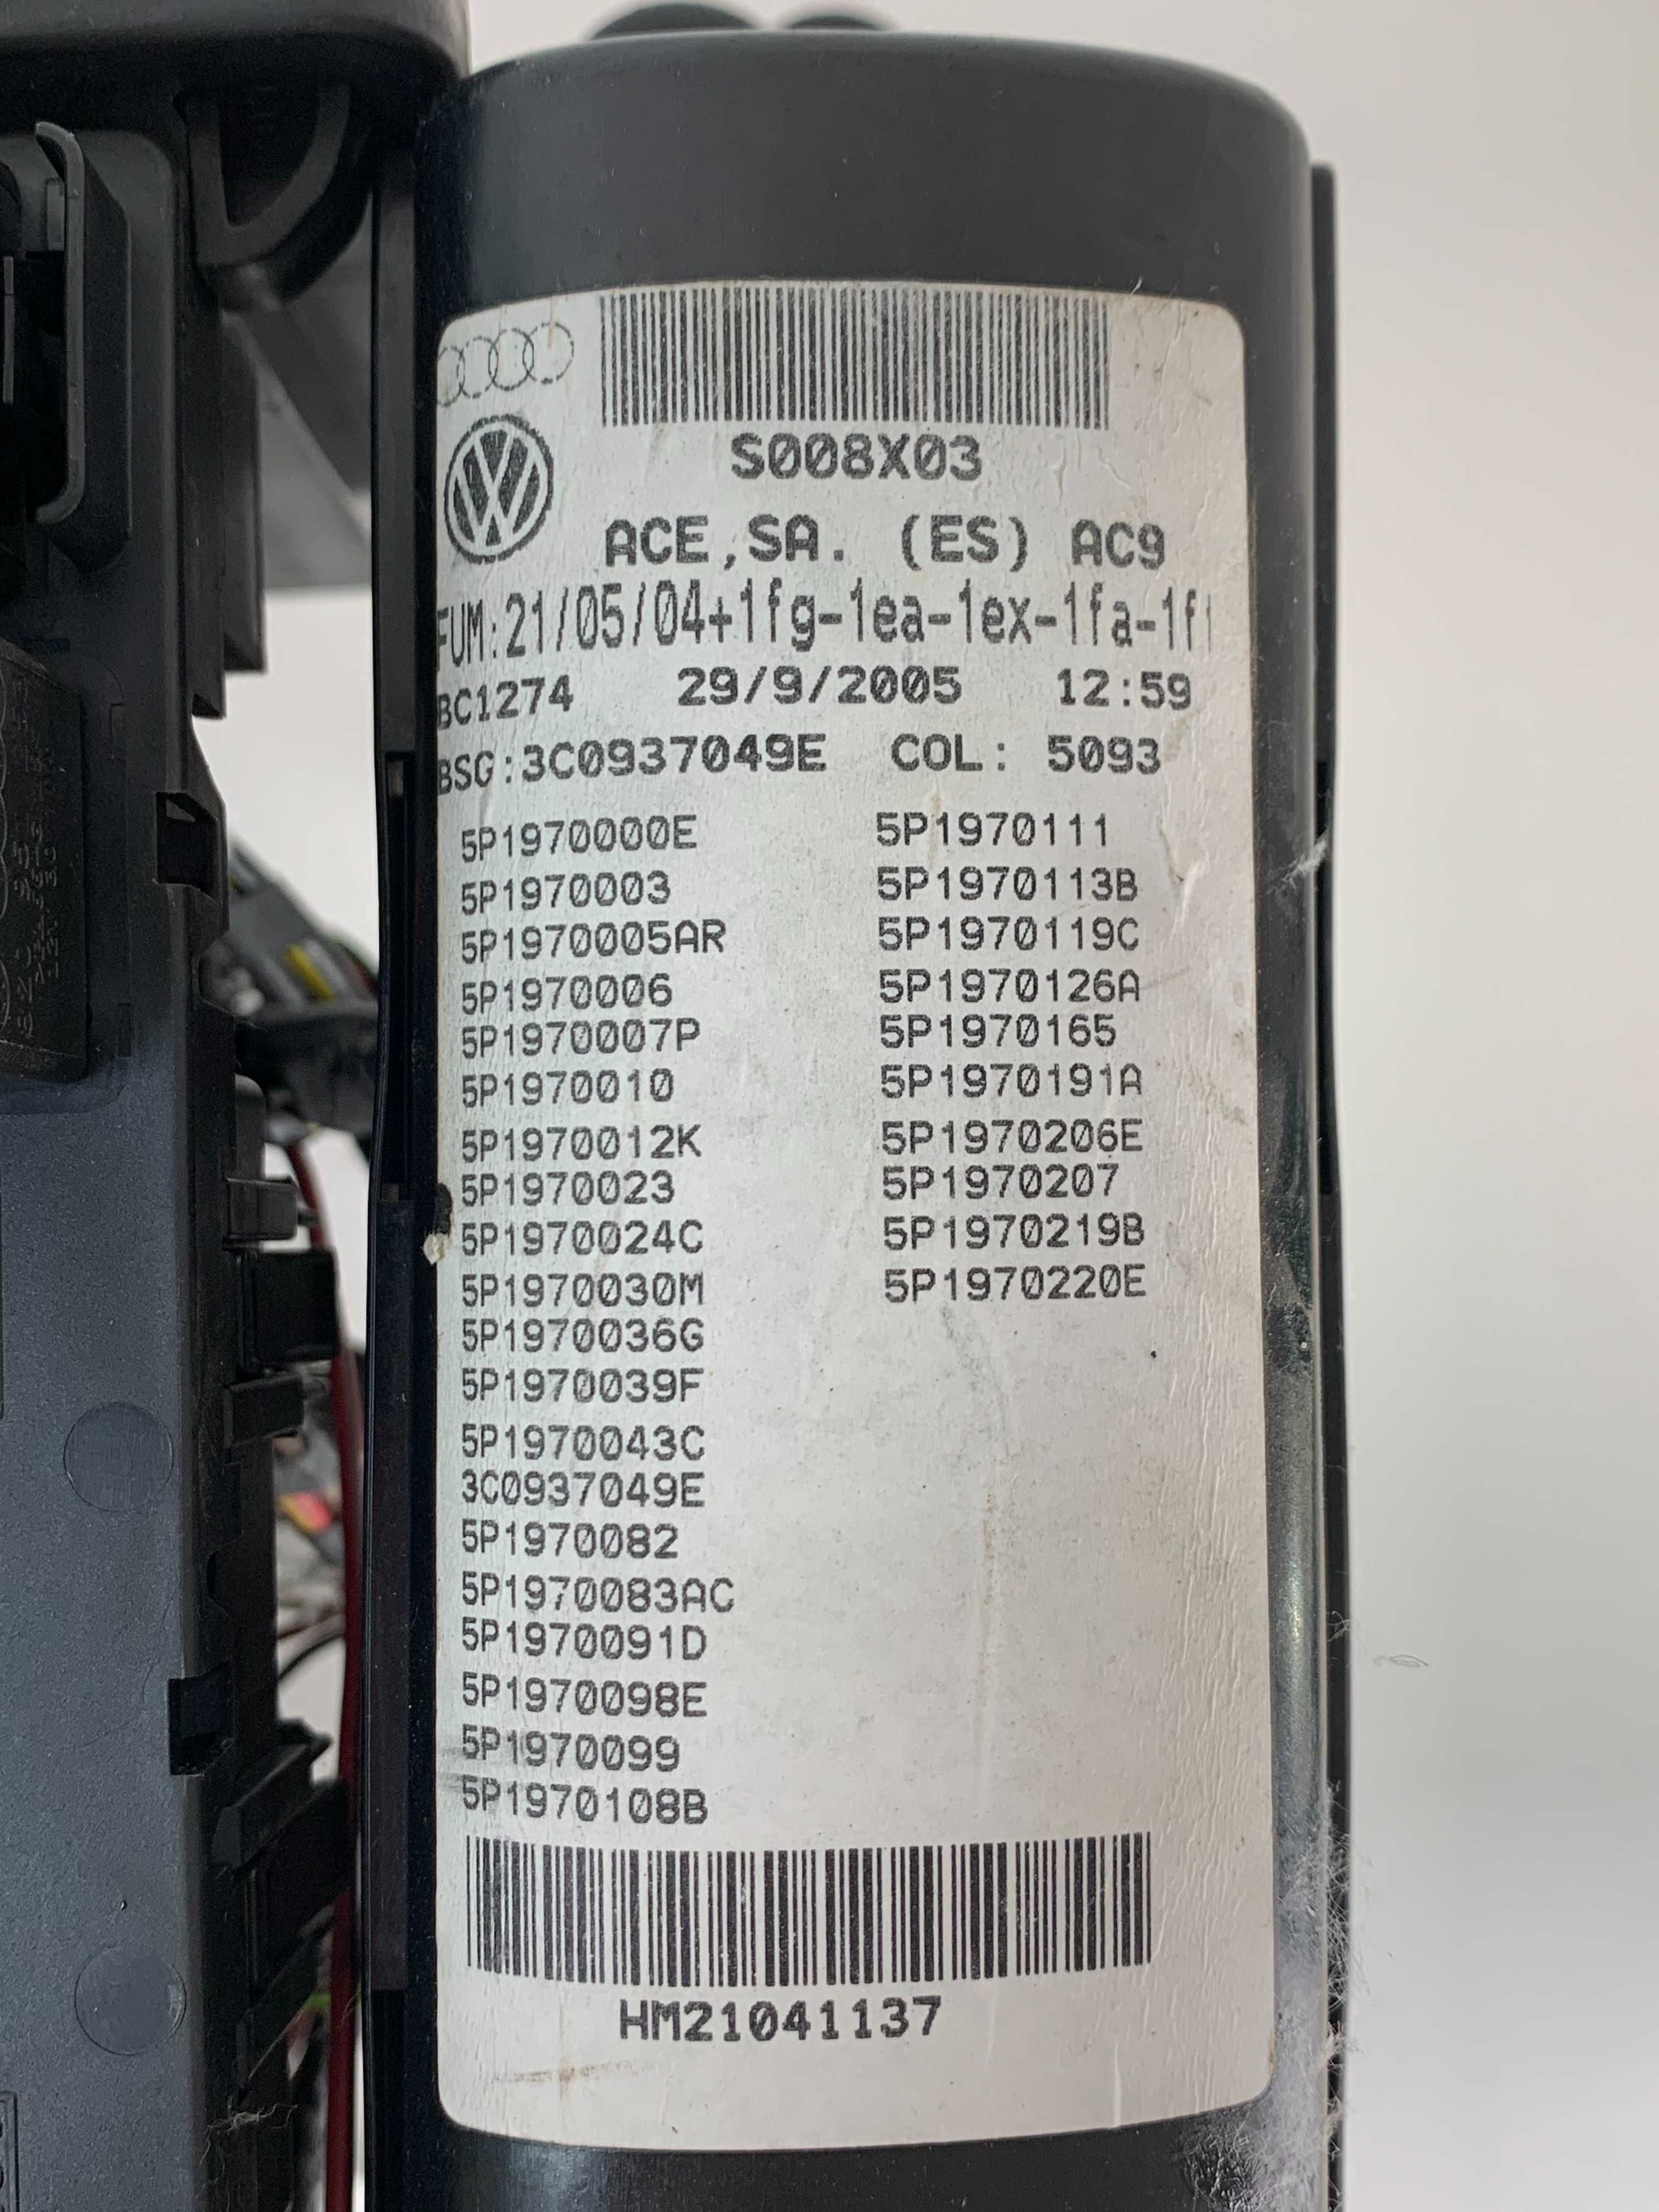 S008X03
ACE,SA. (ES) AC9
FUM:21/05/04+1fg-1ea-1ex-1fa-1f
BC1274 29/9/2005 12:59
BSG:3C0937049E COL: 5093
5P1970000E 5P1970111
5P1970003 5P1970113B
5P1970005AR 5P1970119C
5P1970006 5P1970126A
5P1970007P 5P1970165
5P1970010 5P1970191A
5P1970012K 5P1970206E
5P1970023 5P1970207
5P1970024C 5P1970219B
5P1970030M 5P1970220E
5P1970036G
5P1970039F
5P1970043C
3C0937049E
5P1970082
5P1970083AC
5P1970091D
5P1970098E
5P1970099
5P1970108B
HM21041137